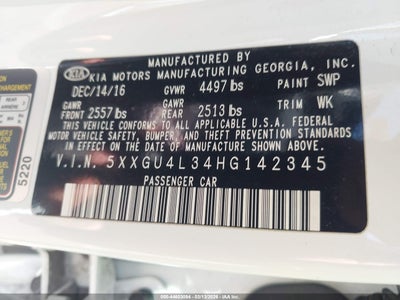 MANUFACTURED BY
KIA KIA MOTORS MANUFACTURING GEORGIA, INC.
DEC/14/16 GVWR 4497 lbs PAINT SWP
GAWR FRONT 2557 lbs GAWR REAR 2513 lbs TRIM WK
THIS VEHICLE CONFORMS TO ALL APPLICABLE U.S.A. FEDERAL
MOTOR VEHICLE SAFETY, BUMPER, AND THEFT PREVENTION
STANDARDS IN EFFECT ON THE DATE OF MANUFACTURE SHOWN ABOVE.
V.I.N. 5XXGU4L34HG142345
PASSENGER CAR
5220